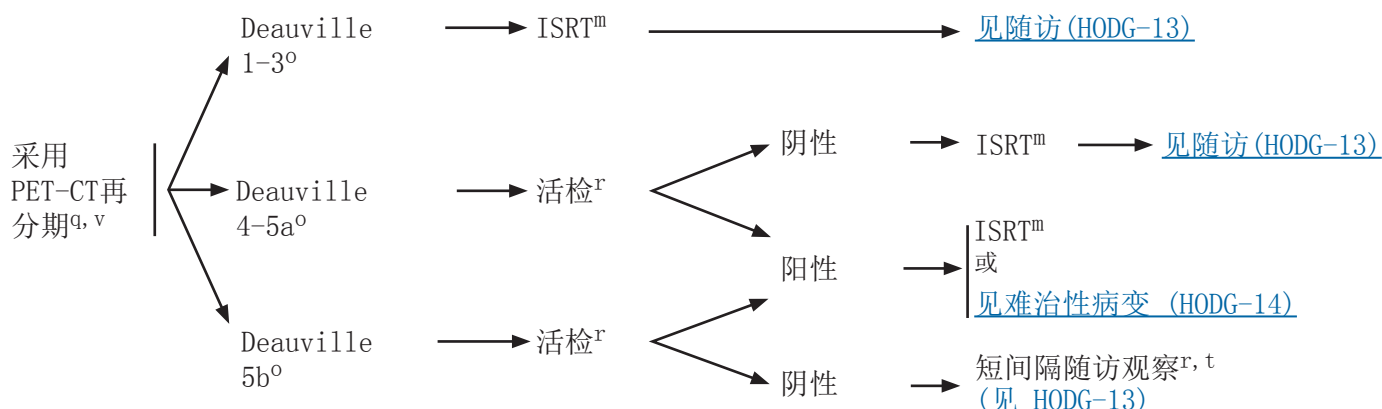 Deauville
1-3o
ISRTm
见随访(HODG-13)
采用
PET-CT再
分期q,v
Deauville
4-5ao
活检r
阴性
ISRTm
见随访(HODG-13)
阳性
ISRTm
或
见难治性病变 (HODG-14)
Deauville
5bo
活检r
阴性
短间隔随访观察r,t
(见 HODG-13)